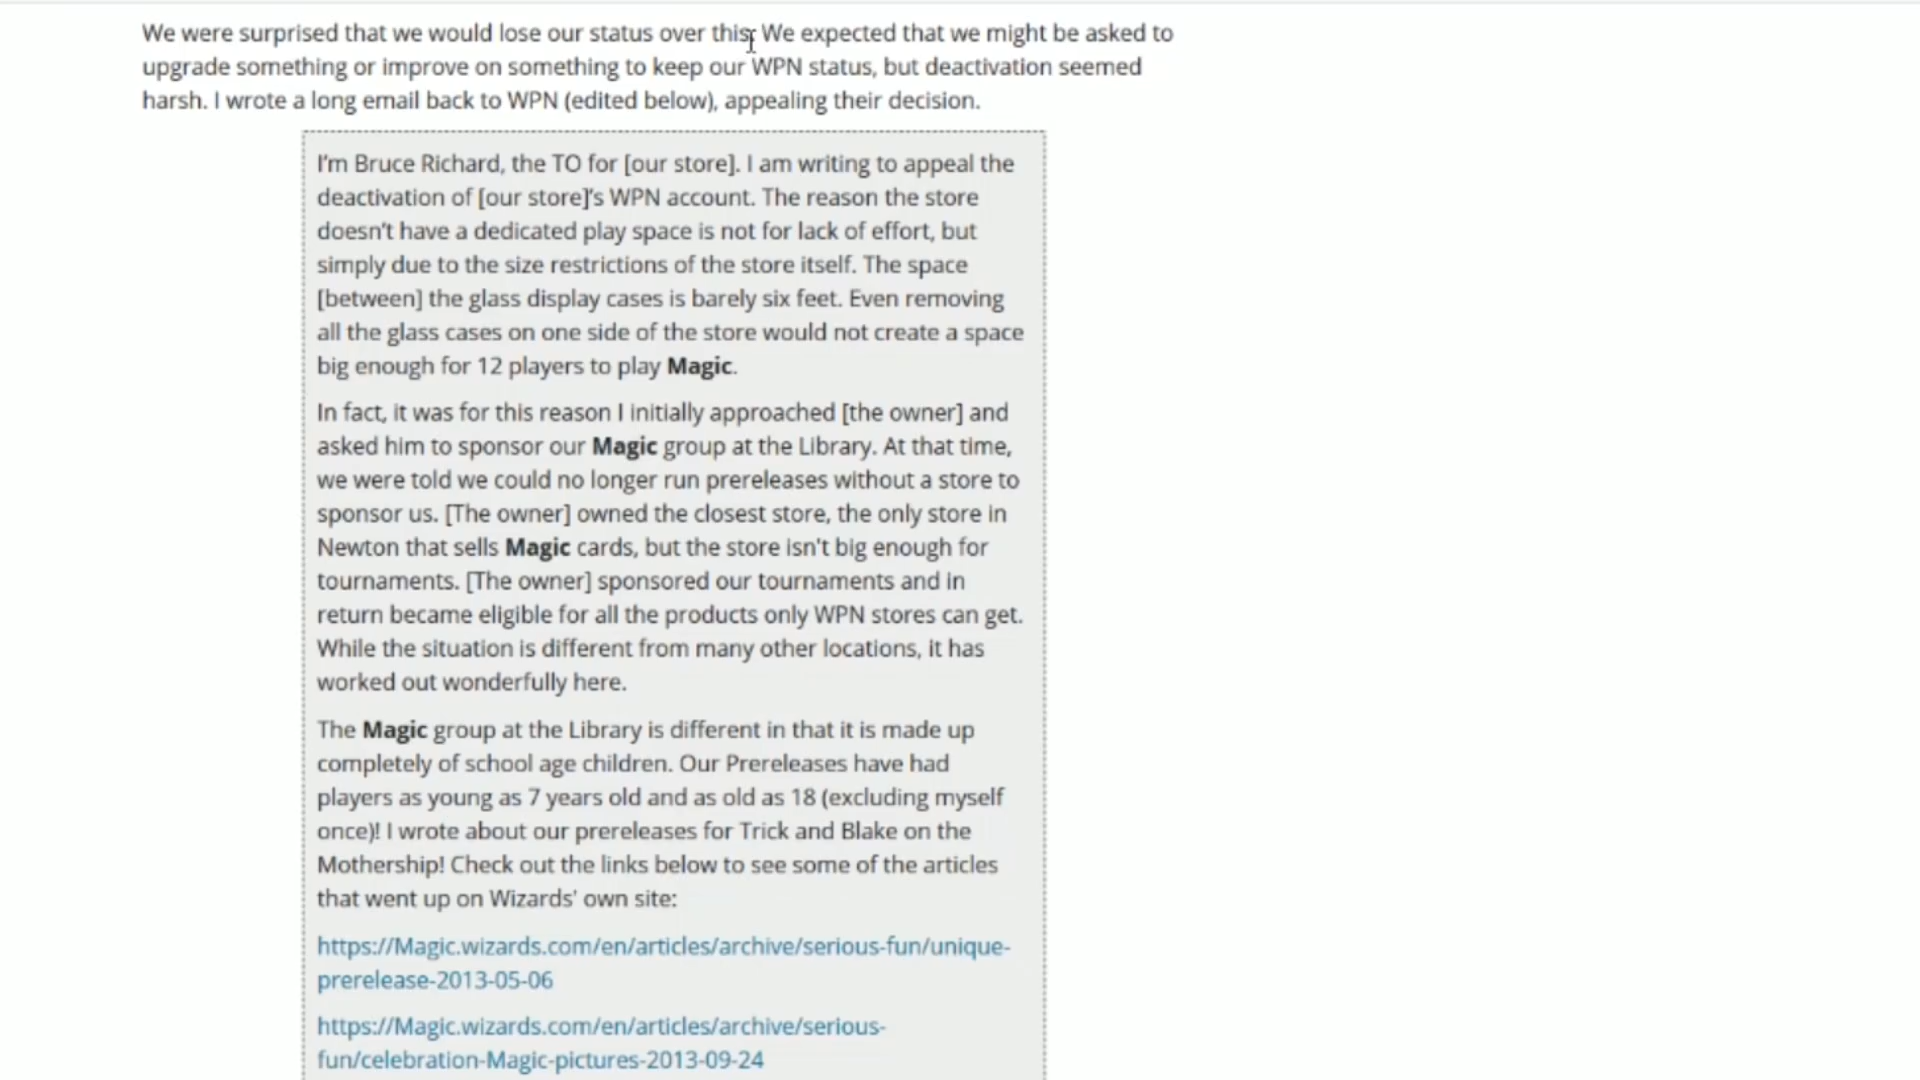 We were surprised that we would lose our status over this. We expected that we might be asked to
upgrade something or improve on something to keep our WPN status, but deactivation seemed
harsh. I wrote a long email back to WPN (edited below), appealing their decision.
I'm Bruce Richard, the TO for [our store]. I am writing to appeal the
deactivation of [our store]'s WPN account. The reason the store
doesn't have a dedicated play space is not for lack of effort, but
simply due to the size restrictions of the store itself. The space
[between] the glass display cases is barely six feet. Even removing
all the glass cases on one side of the store would not create a space
big enough for 12 players to play Magic.
In fact, it was for this reason I initially approached [the owner] and
asked him to sponsor our Magic group at the Library. At that time,
we were told we could no longer run prereleases without a store to
sponsor us. [The owner] owned the closest store, the only store in
Newton that sells Magic cards, but the store isn't big enough for
tournaments. [The owner] sponsored our tournaments and in
return became eligible for all the products only WPN stores can get.
While the situation is different from many other locations, it has
worked out wonderfully here.
The Magic group at the Library is different in that it is made up
completely of school age children. Our Prereleases have had
players as young as 7 years old and as old as 18 (excluding myself
once)! I wrote about our prereleases for Trick and Blake on the
Mothership! Check out the links below to see some of the articles
that went up on Wizards' own site:
https://Magic.wizards.com/en/articles/archive/serious-fun/unique-
prerelease-2013-05-06
https://Magic.wizards.com/en/articles/archive/serious-
fun/celebration-Magic-pictures-2013-09-24